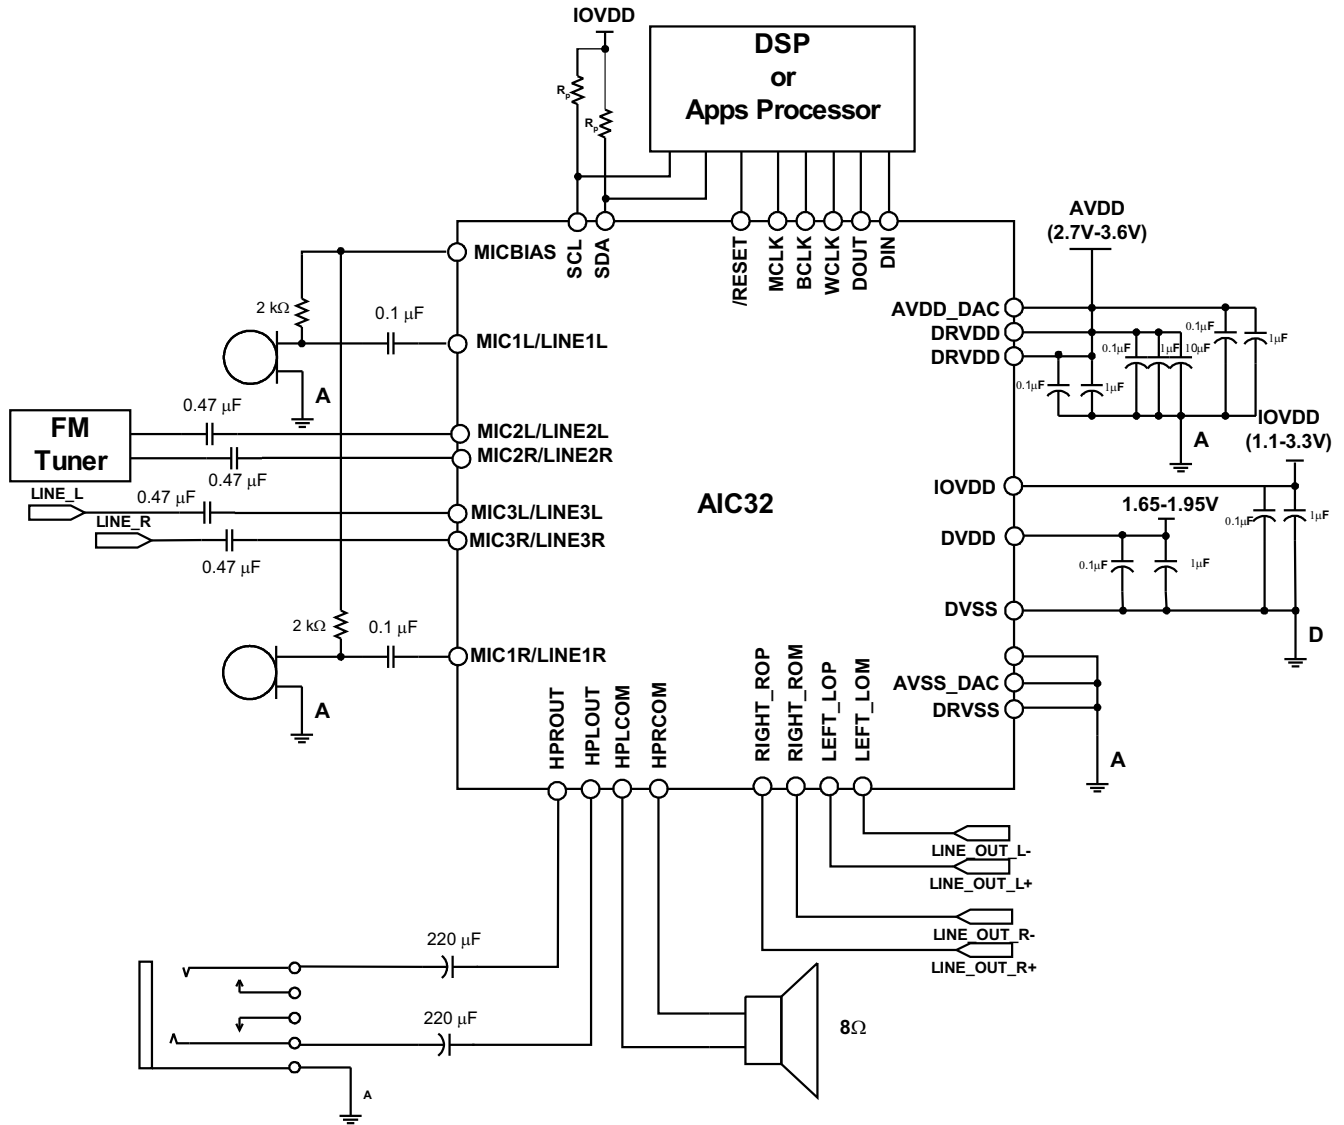 IOVDD
DSP
or
Apps Processor
Rp
Rp
AVDD
(2.7V-3.6V)
SCL
SDA
/RESET
MCLK
BCLK
WCLK
DOUT
DIN
MICBIAS
2 kΩ
0.1 μF
MIC1L/LINE1L
A
AVDD_DAC
DRVDD
DRVDD
0.1μF
1μF
0.1μF
1μF
10μF
0.1μF
1μF
A
FM
Tuner
0.47 μF
MIC2L/LINE2L
MIC2R/LINE2R
0.47 μF
LINE_L
0.47 μF
MIC3L/LINE3L
LINE_R
MIC3R/LINE3R
0.47 μF
AIC32
IOVDD
(1.1-3.3V)
IOVDD
1.65-1.95V
0.1μF
1μF
DVDD
0.1μF
1μF
DVSS
D
2 kΩ
0.1 μF
MIC1R/LINE1R
A
AVSS_DAC
DRVSS
A
HPROUT
HPLOUT
HPLCOM
HPRCOM
RIGHT_ROP
RIGHT_ROM
LEFT_LOP
LEFT_LOM
LINE_OUT_L-
LINE_OUT_L+
LINE_OUT_R-
LINE_OUT_R+
220 μF
220 μF
8Ω
A